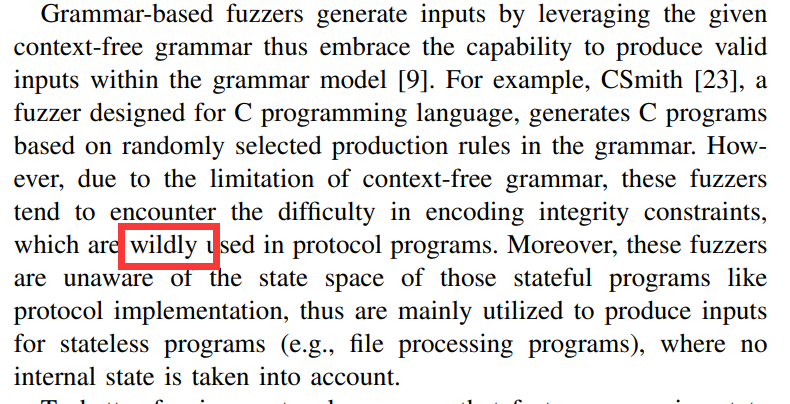 Grammar-based fuzzers generate inputs by leveraging the given
context-free grammar thus embrace the capability to produce valid
inputs within the grammar model [9]. For example, CSmith [23], a
fuzzer designed for C programming language, generates C programs
based on randomly selected production rules in the grammar. How-
ever, due to the limitation of context-free grammar, these fuzzers
tend to encounter the difficulty in encoding integrity constraints,
which are wildly used in protocol programs. Moreover, these fuzzers
are unaware of the state space of those stateful programs like
protocol implementation, thus are mainly utilized to produce inputs
for stateless programs (e.g., file processing programs), where no
internal state is taken into account.